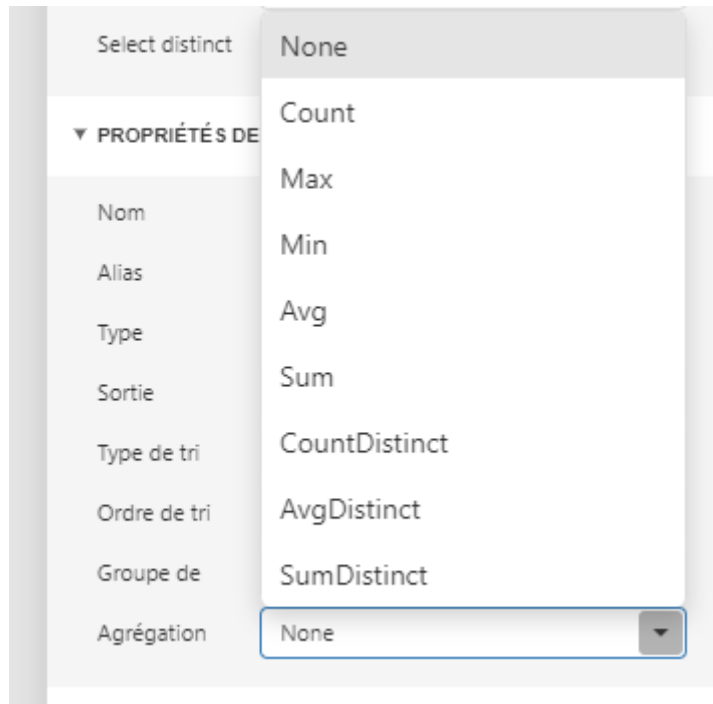 Select distinct
None
Count
▼ PROPRIÉTÉS DE
Max
Nom
Min
Alias
Avg
Type
Sum
Sortie
CountDistinct
Type de tri
AvgDistinct
Ordre de tri
SumDistinct
Groupe de
Agrégation
None